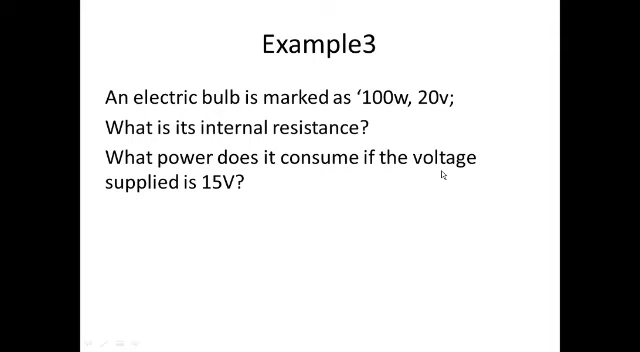 Example3
An electric bulb is marked as ‘100w, 20v;
What is its internal resistance?
What power does it consume if the voltage
supplied is 15V?